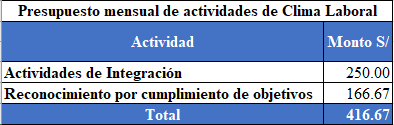 Presupuesto mensual de actividades de Clima Laboral
Actividad Monto S/
Actividades de Integración 250.00
Reconocimiento por cumplimiento de objetivos 166.67
Total 416.67